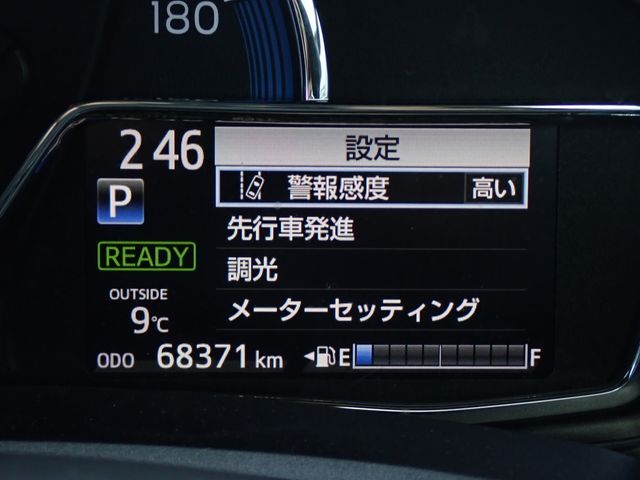 180
2 46
設定
警報感度 高い
P
先行車発進
READY
調光
OUTSIDE
9℃
メーターセッティング
ODO 68371 km
E F